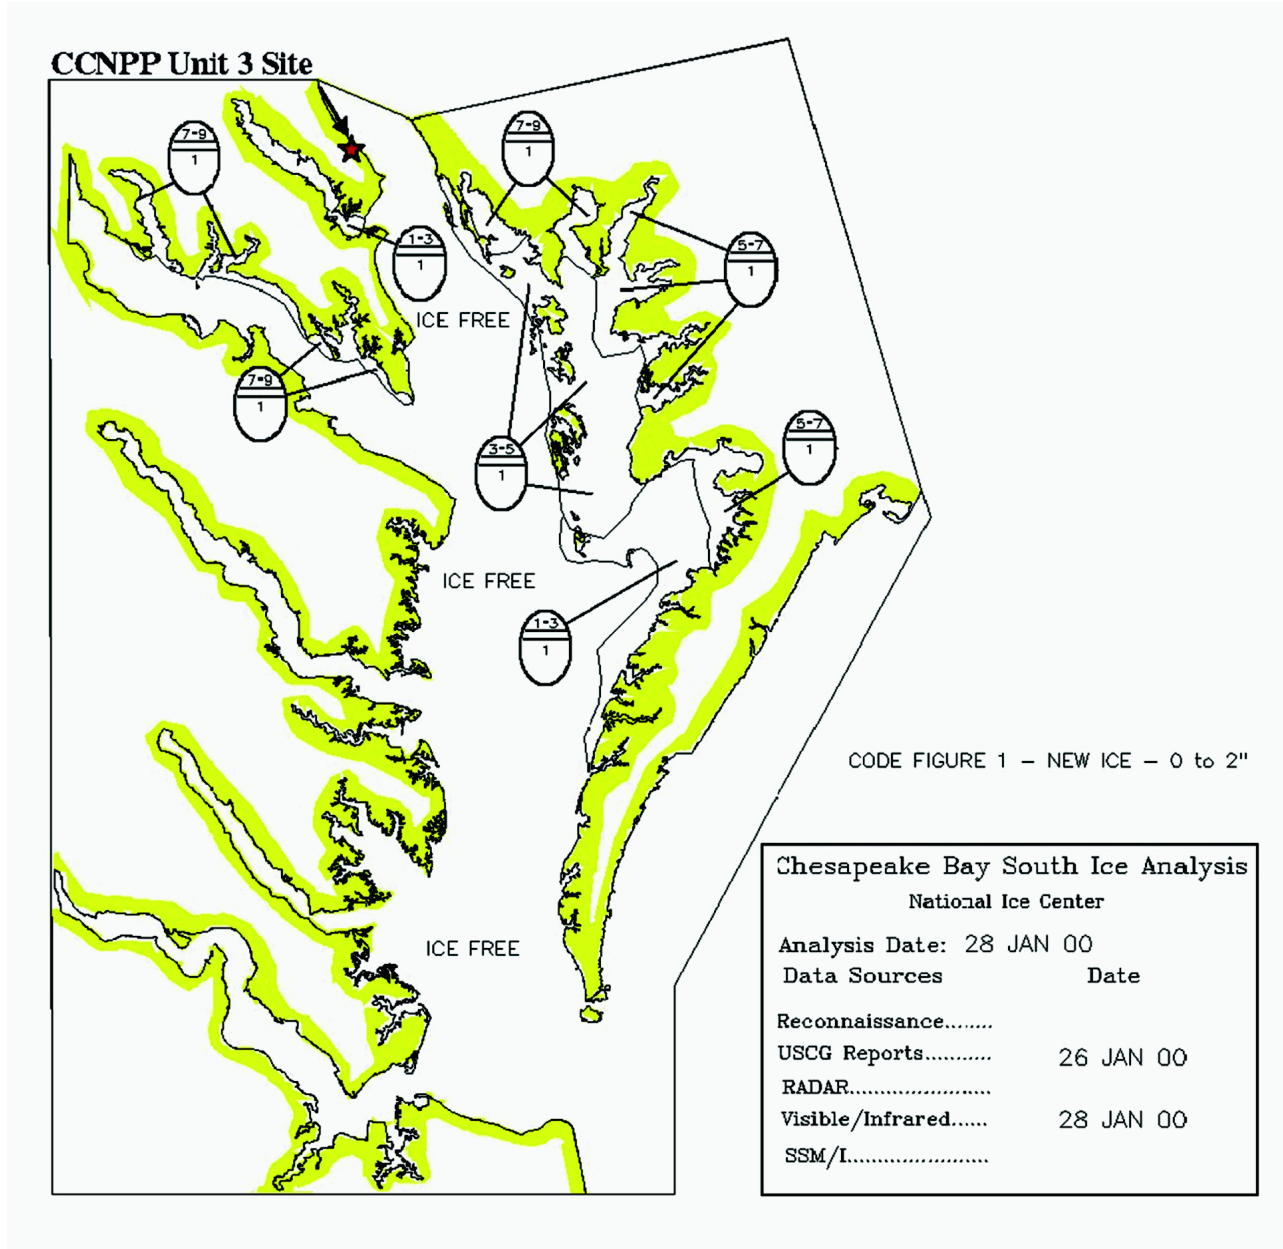 CCNPP Unit 3 Site
7-9
1
7-9
1
1-3
1
5-7
1
ICE FREE
7-9
1
3-5
1
5-7
1
ICE FREE
1-3
1
CODE FIGURE 1 – NEW ICE – 0 to 2"
Chesapeake Bay South Ice Analysis
National Ice Center
ICE FREE
Analysis Date: 28 JAN 00
Data Sources Date
Reconnaissance........
USCG Reports........... 26 JAN 00
RADAR.......................
Visible/Infrared...... 28 JAN 00
SSM/I.......................